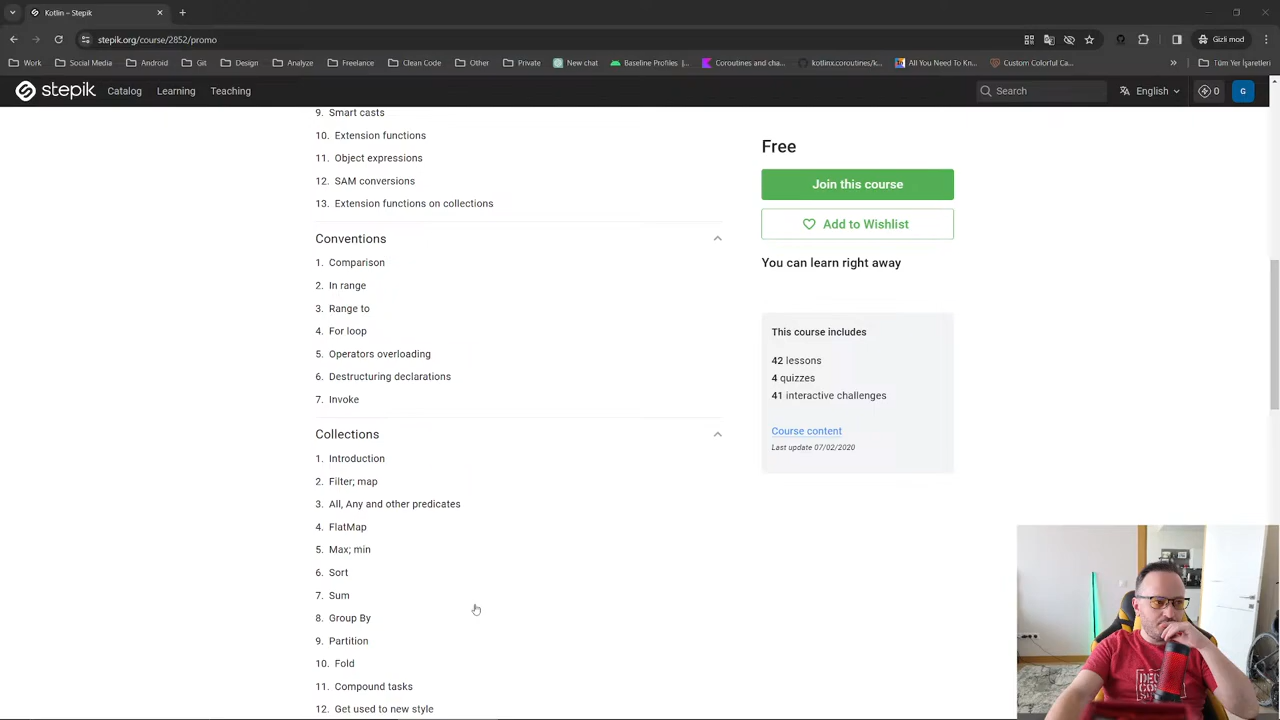 Kotlin – Stepik
stepik.org/course/2852/promo
Gizli mod
Work Social Media Android Git Design Analyze Freelance Clean Code Other Private New chat Baseline Profiles |... Coroutines and cha... kotlinx.coroutines/k... All You Need To Kn... Custom Colorful Ca... » Tüm Yer İşaretleri
stepik Catalog Learning Teaching Search English 0 G
9. Smart casts
10. Extension functions
11. Object expressions
12. SAM conversions
13. Extension functions on collections
Conventions
1. Comparison
2. In range
3. Range to
4. For loop
5. Operators overloading
6. Destructuring declarations
7. Invoke
Collections
1. Introduction
2. Filter; map
3. All, Any and other predicates
4. FlatMap
5. Max; min
6. Sort
7. Sum
8. Group By
9. Partition
10. Fold
11. Compound tasks
12. Get used to new style
Free
Join this course
Add to Wishlist
You can learn right away
This course includes
42 lessons
4 quizzes
41 interactive challenges
Course content
Last update 07/02/2020